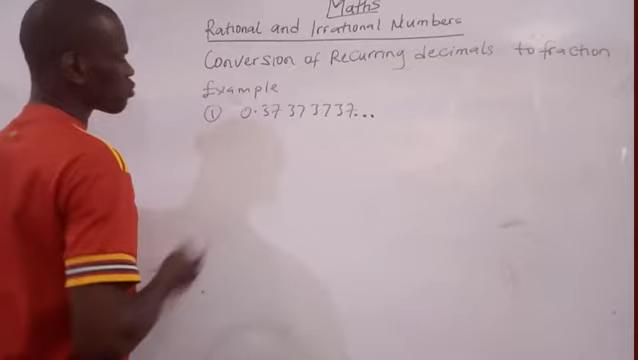 Maths
Rational and Irrational Numbers
Conversion of Recurring decimals to fraction
Example
① 0.37373737...